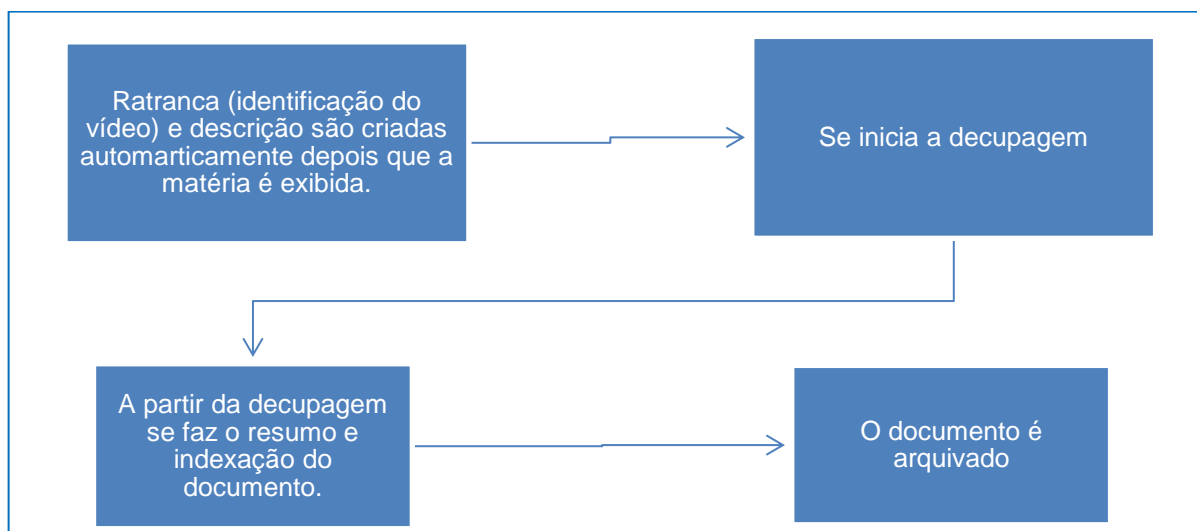 Ratranca (identificação do
vídeo) e descrição são criadas
automarticamente depois que a
matéria é exibida.
Se inicia a decupagem
A partir da decupagem
se faz o resumo e
indexação do
documento.
O documento é
arquivado